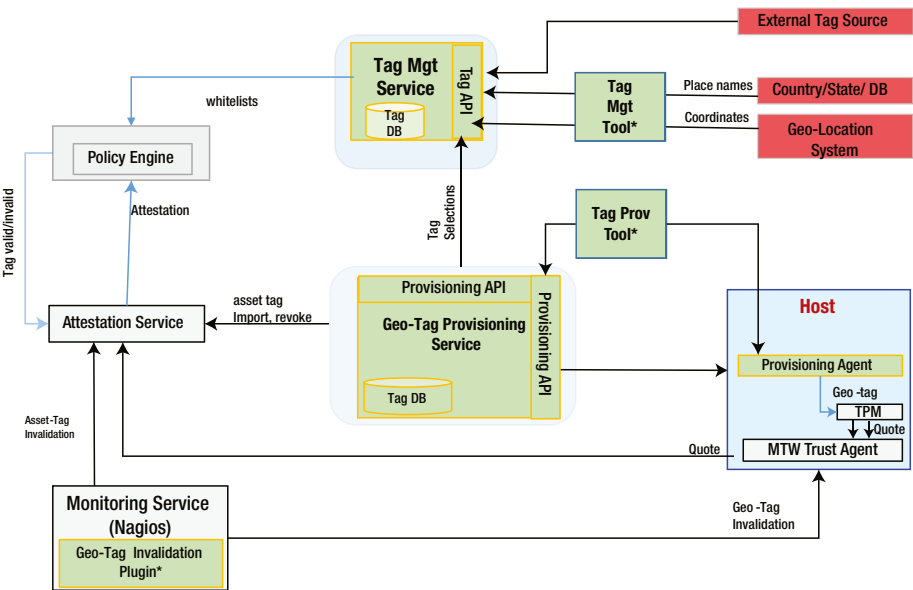 External Tag Source
Tag Mgt
Service
Tag API
Tag
DB
Tag
Mgt
Tool*
Place names
Country/State/ DB
Coordinates
Geo-Location
System
whitelists
Policy Engine
Tag valid/invalid
Attestation
Tag
Selections
Tag Prov
Tool*
Attestation Service
asset tag
Import, revoke
Provisioning API
Geo-Tag Provisioning
Service
Provisioning API
Tag DB
Host
Provisioning Agent
Geo -tag
TPM
Quote
MTW Trust Agent
Quote
Asset-Tag
Invalidation
Monitoring Service
(Nagios)
Geo-Tag Invalidation
Plugin*
Geo -Tag
Invalidation